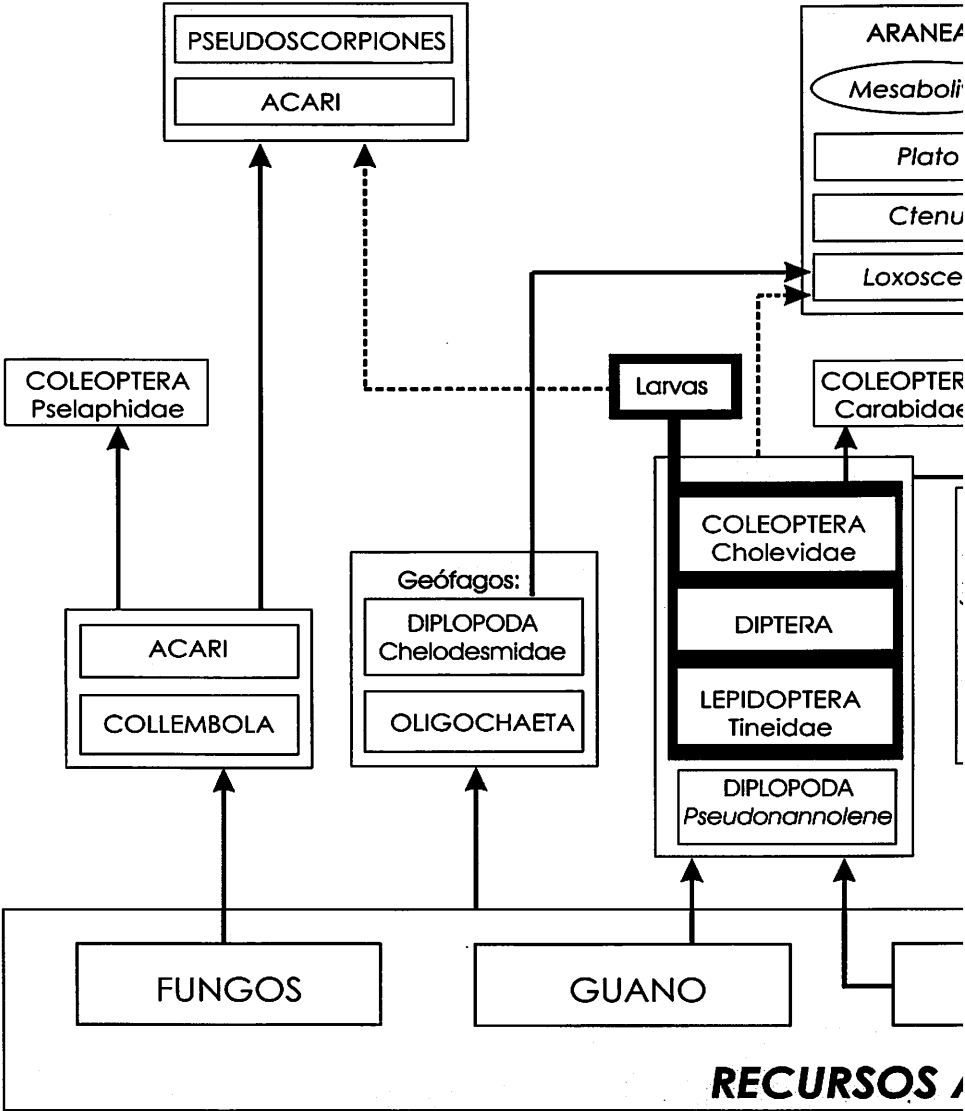 PSEUDOSCORPIONES
ACARI
ARANEA
Mesaboli
Plato
Ctenu
Loxosce
COLEOPTERA
Pselaphidae
Larvas
COLEOPTER
Carabidae
COLEOPTERA
Cholevidae
DIPTERA
LEPIDOPTERA
Tineidae
DIPLOPODA
Pseudonannolene
Geófagos:
DIPLOPODA
Chelodesmidae
OLIGOCHAETA
ACARI
COLLEMBOLA
FUNGOS
GUANO
RECURSOS